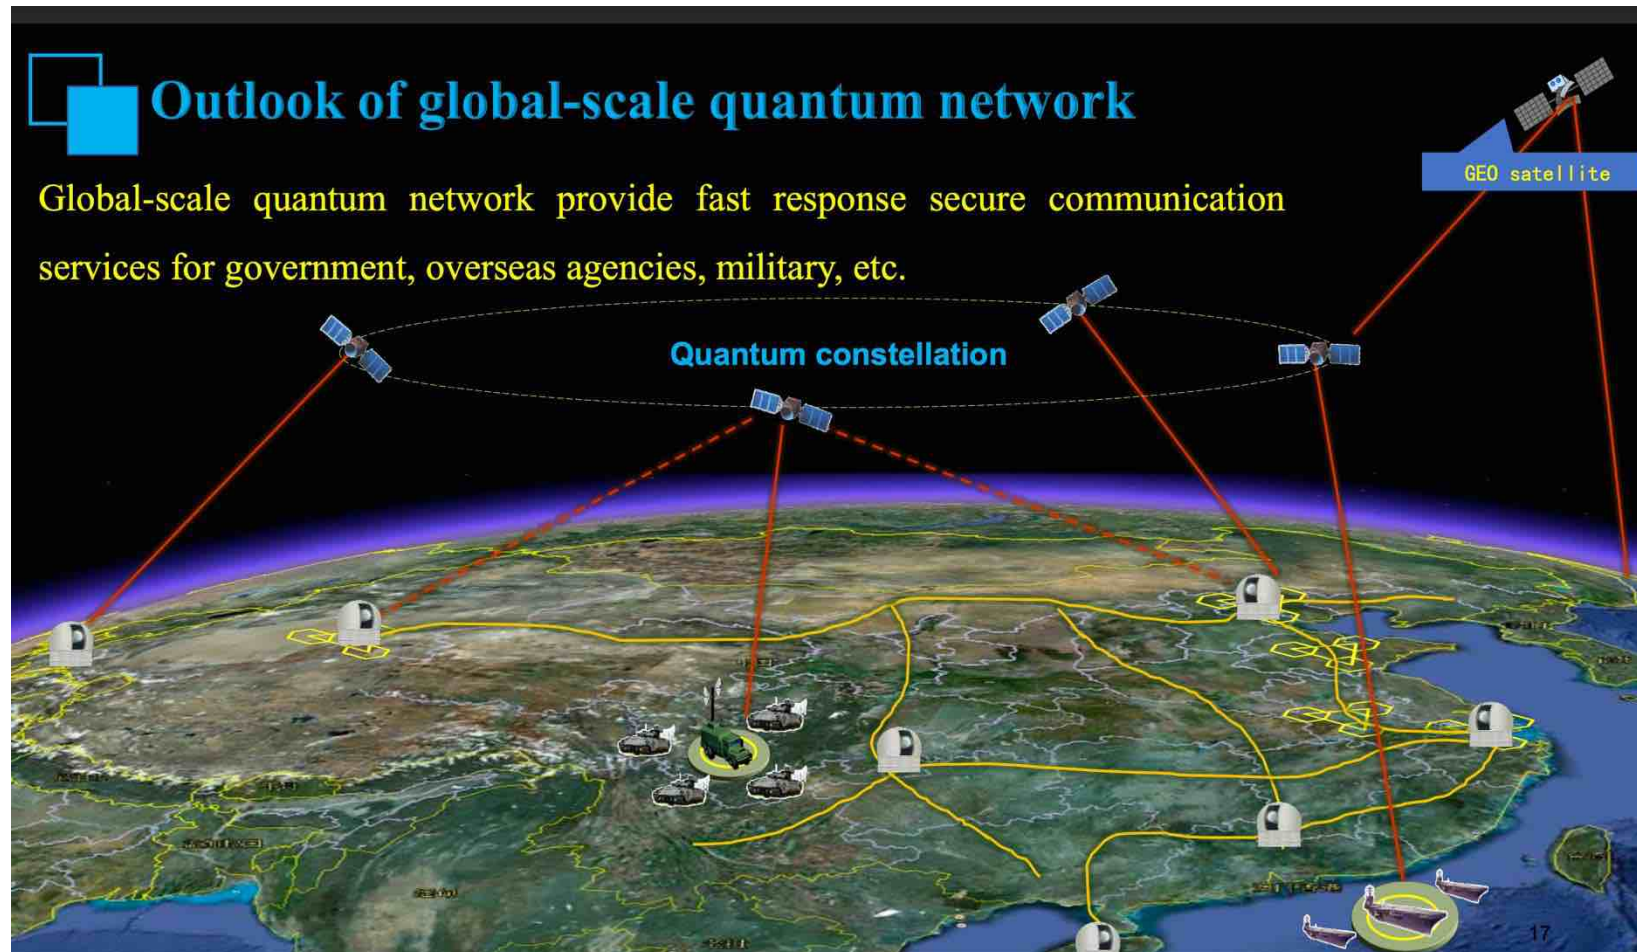 Outlook of global-scale quantum network
GEO satellite
Global-scale quantum network provide fast response secure communication
services for government, overseas agencies, military, etc.
Quantum constellation
17